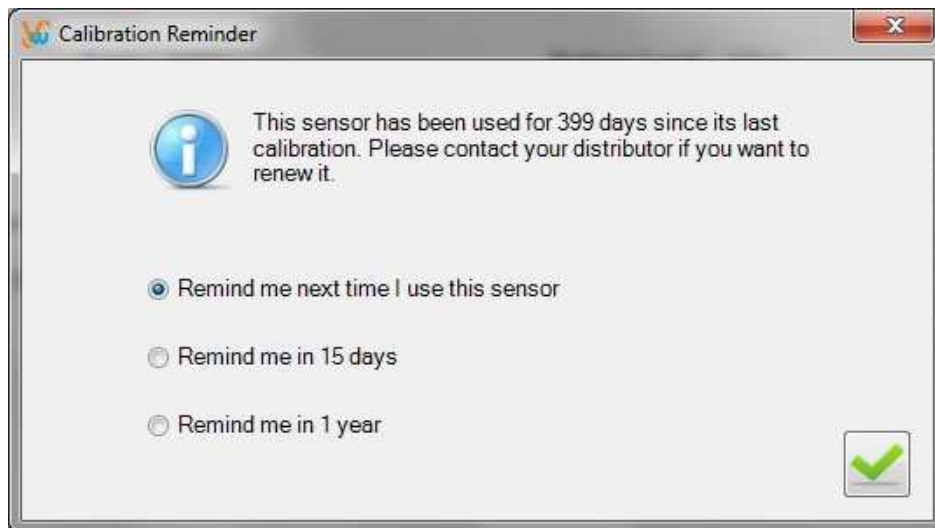 Calibration Reminder
This sensor has been used for 399 days since its last
calibration. Please contact your distributor if you want to
renew it.
Remind me next time I use this sensor
Remind me in 15 days
Remind me in 1 year